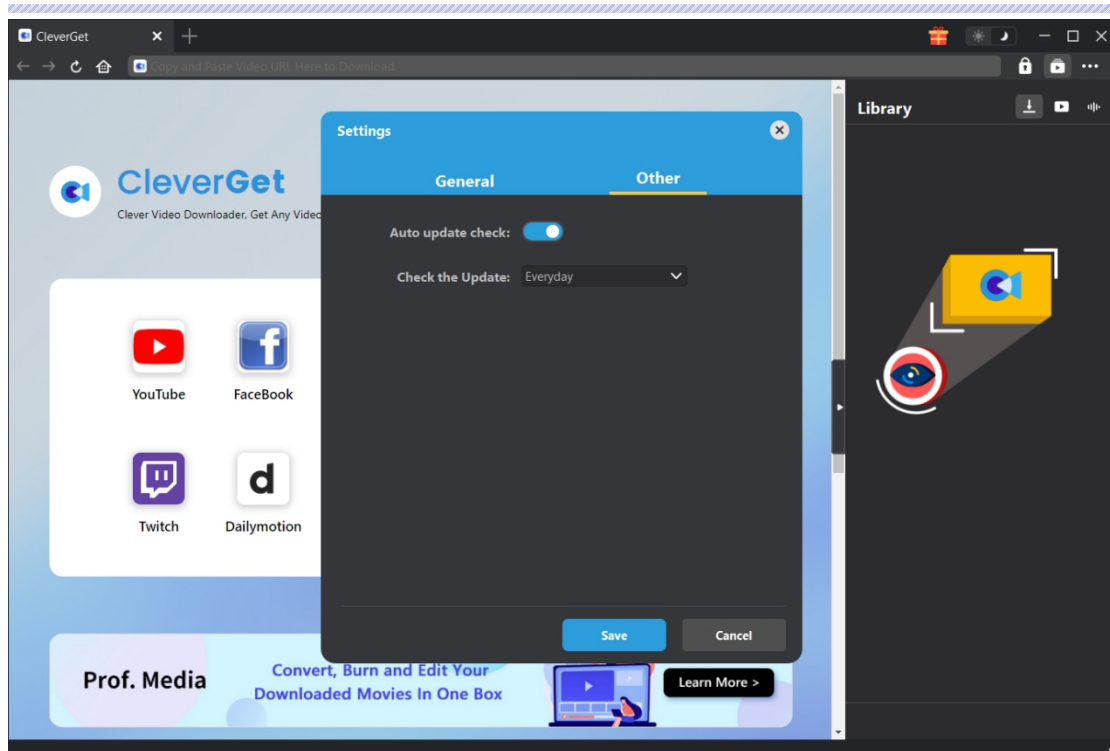 CleverGet
Copy and Paste Video URL Here to Download
Library
Settings
General
Other
CleverGet
Clever Video Downloader. Get Any Video
Auto update check:
Check the Update: Everyday
YouTube
FaceBook
Twitch
Dailymotion
Save
Cancel
Prof. Media
Convert, Burn and Edit Your
Downloaded Movies In One Box
Learn More >